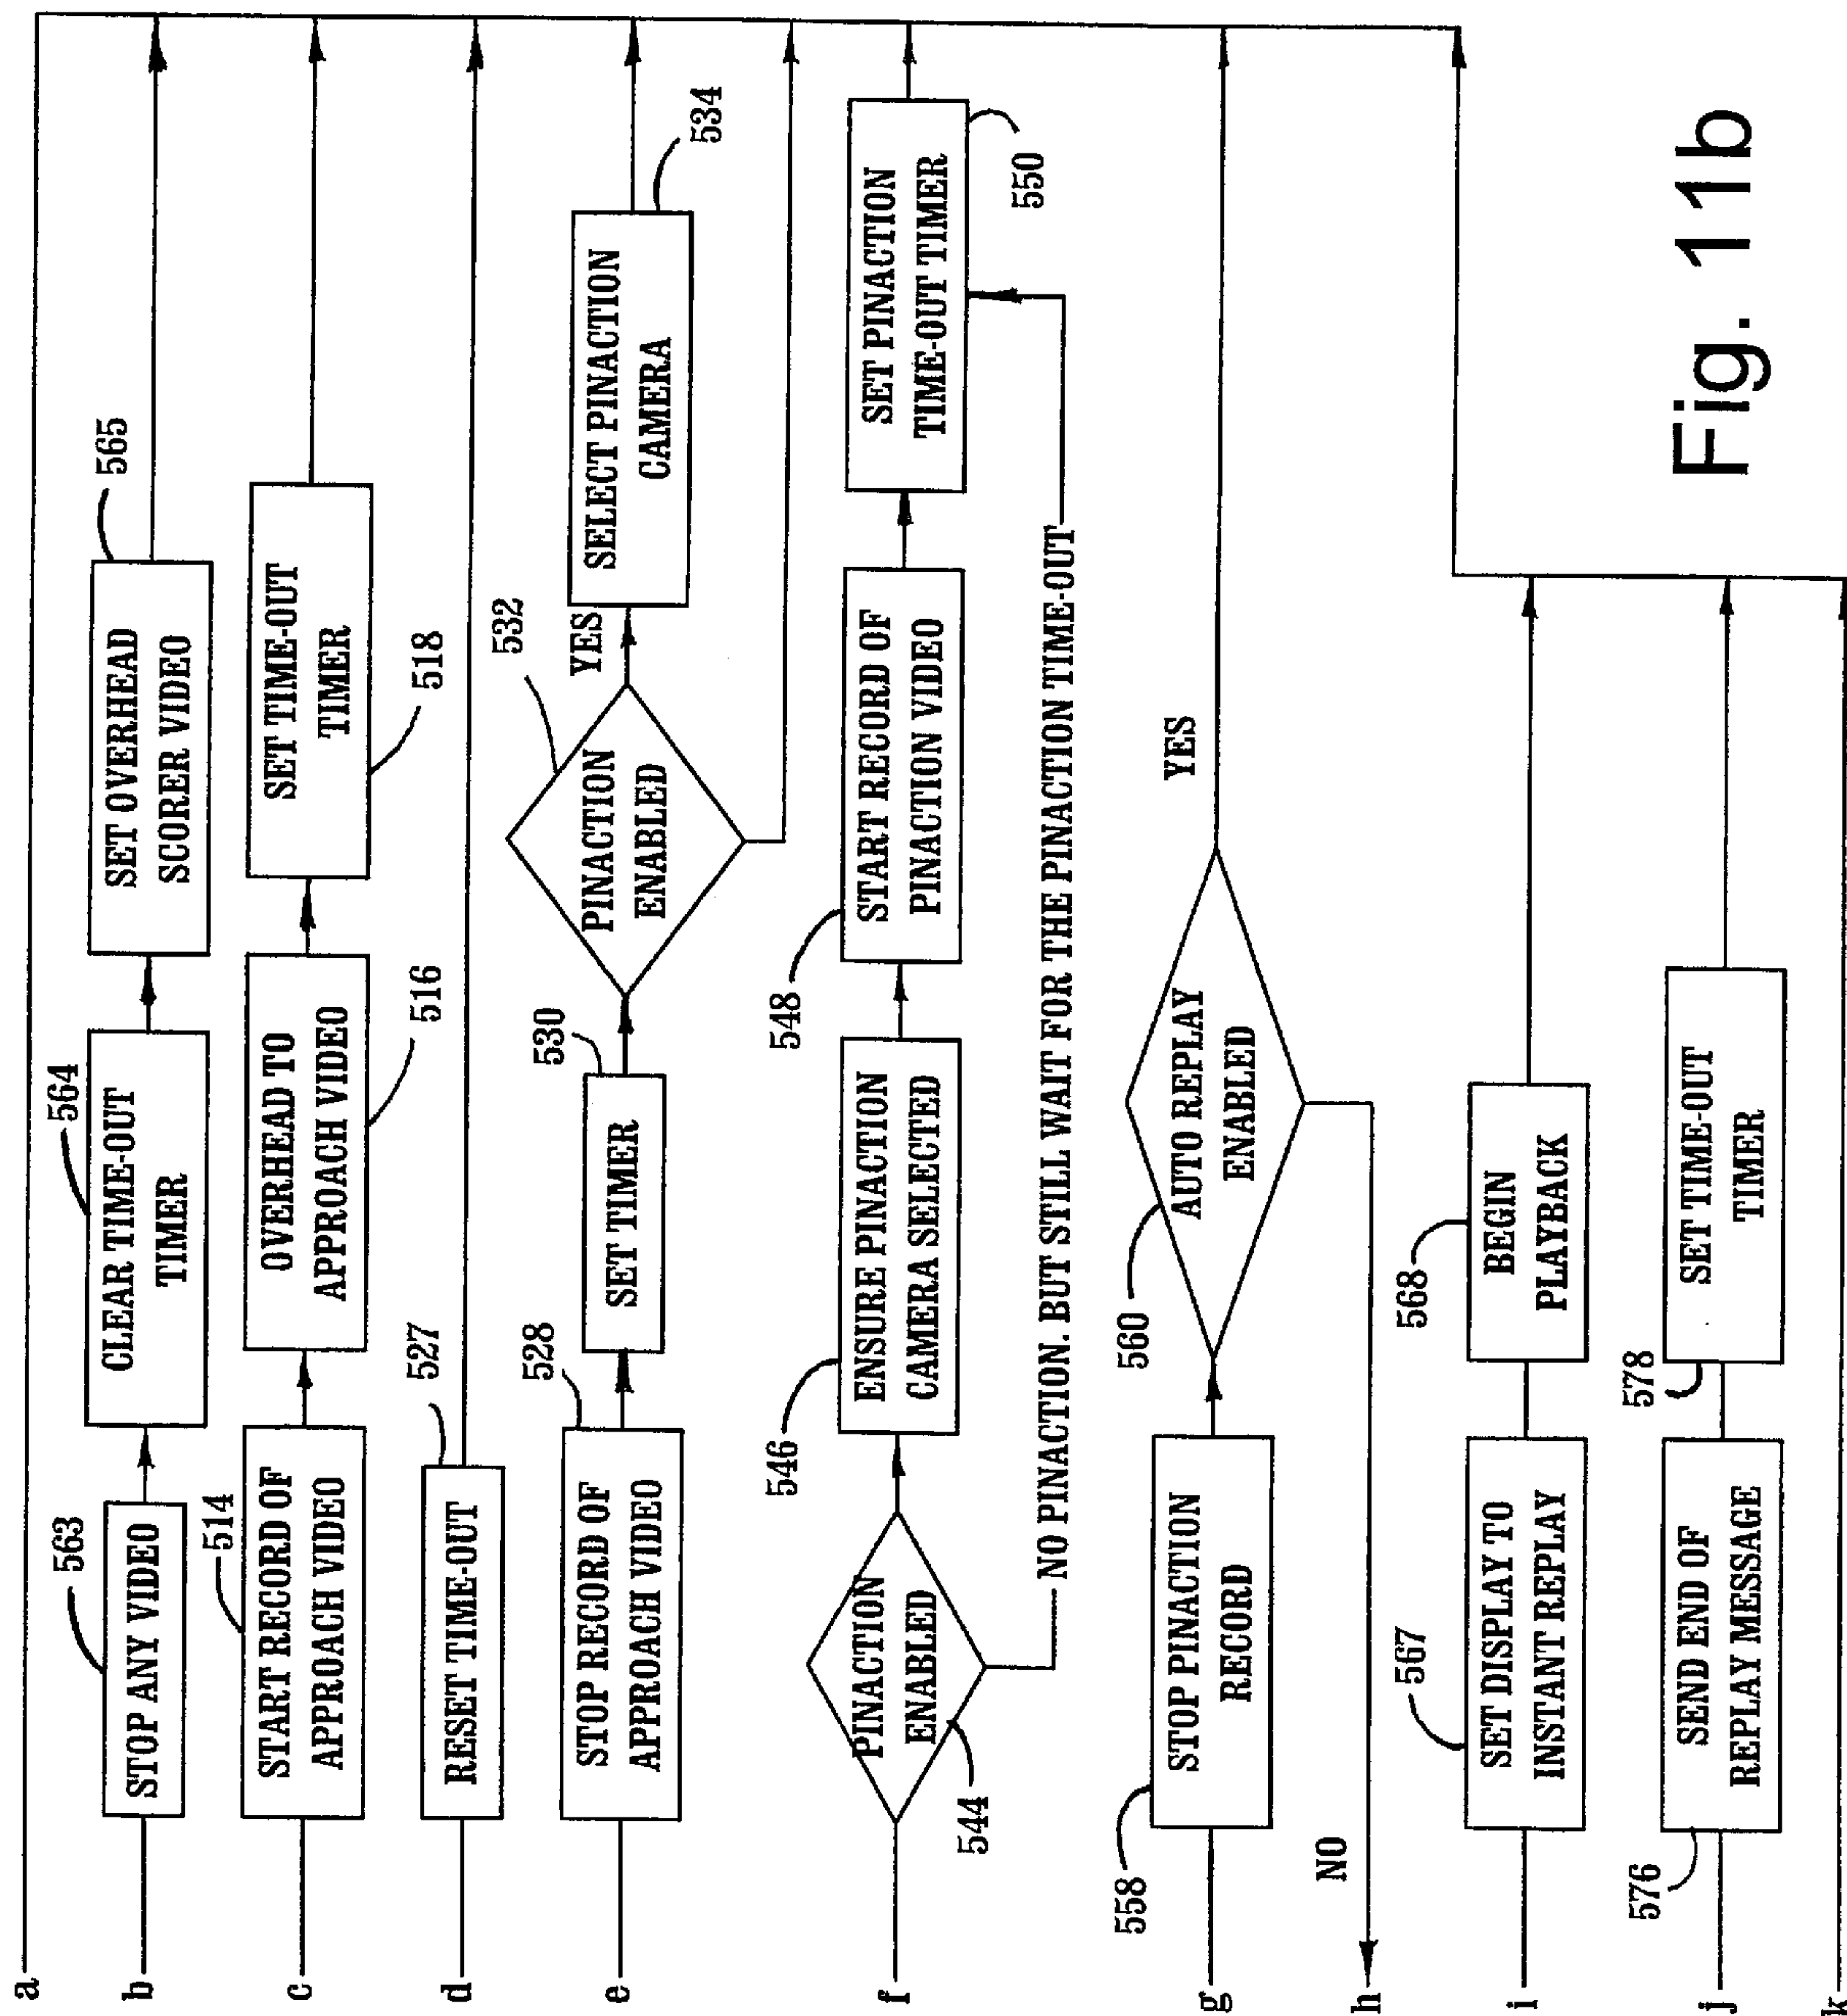 a
b
563
STOP ANY VIDEO
564
CLEAR TIME-OUT
TIMER
565
SET OVERHEAD
SCORER VIDEO
c
514
START RECORD OF
APPROACH VIDEO
OVERHEAD TO
APPROACH VIDEO
516
SET TIME-OUT
TIMER
518
d
527
RESET TIME-OUT
e
528
STOP RECORD OF
APPROACH VIDEO
530
SET TIMER
532
PINACTION
ENABLED
YES
SELECT PINACTION
CAMERA
534
f
PINACTION
ENABLED
544
546
ENSURE PINACTION
CAMERA SELECTED
548
START RECORD OF
PINACTION VIDEO
SET PINACTION
TIME-OUT TIMER
550
NO PINACTION. BUT STILL WAIT FOR THE PINACTION TIME-OUT
g
558
STOP PINACTION
RECORD
560
AUTO REPLAY
ENABLED
YES
h
NO
i
567
SET DISPLAY TO
INSTANT REPLAY
568
BEGIN
PLAYBACK
j
576
SEND END OF
REPLAY MESSAGE
578
SET TIME-OUT
TIMER
k
Fig. 11b